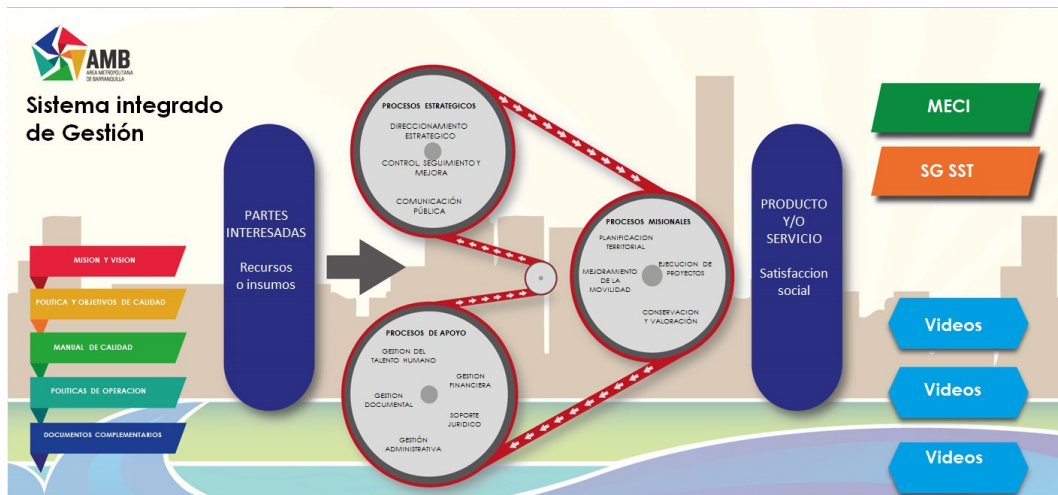 AMB
AREA METROPOLITANA
DE BARRANQUILLA
Sistema integrado
de Gestión
MISION Y VISION
POLITICA Y OBJETIVOS DE CALIDAD
MANUAL DE CALIDAD
POLITICAS DE OPERACION
DOCUMENTOS COMPLEMENTARIOS
PARTES
INTERESADAS
Recursos
o insumos
PROCESOS ESTRATEGICOS
DIRECCIONAMIENTO
ESTRATEGICO
CONTROL, SEGUIMIENTO Y
MEJORA
COMUNICACIÓN
PÚBLICA
PROCESOS MISIONALES
PLANIFICACION
TERRITORIAL
EJECUCION DE
PROYECTOS
MEJORAMIENTO
DE LA
MOVILIDAD
CONSERVACION
Y VALORACIÓN
PROCESOS DE APOYO
GESTION DEL
TALENTO HUMANO
GESTION
FINANCIERA
GESTION
DOCUMENTAL
SOPORTE
JURIDICO
GESTIÓN
ADMINISTRATIVA
PRODUCTO
Y/O
SERVICIO
Satisfaccion
social
MECI
SG SST
Videos
Videos
Videos